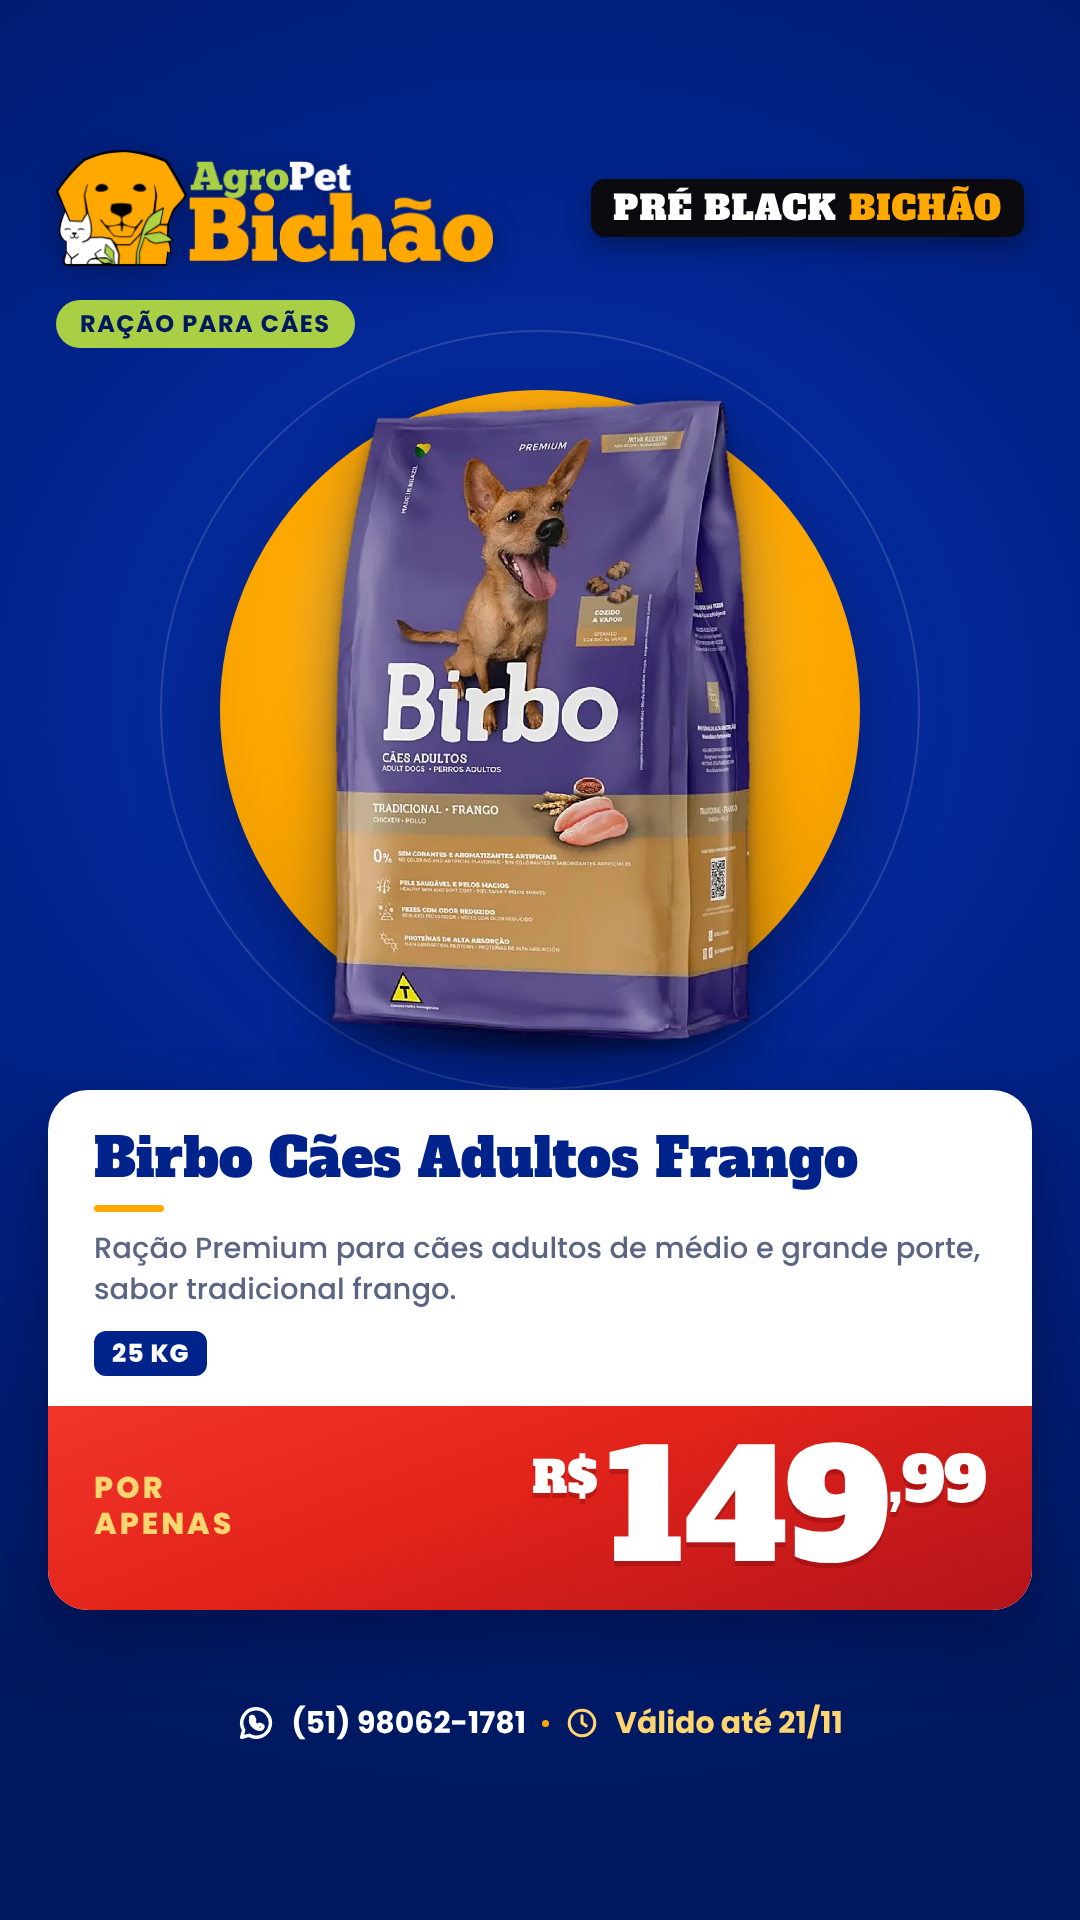 AgroPet
Bichão
PRÉ BLACK BICHÃO
RAÇÃO PARA CÃES
PREMIUM
NOVA RECEITA
MADE IN BRAZIL
COZIDO
A VAPOR
Birbo
CÃES ADULTOS
ADULT DOGS • PERROS ADULTOS
TRADICIONAL • FRANGO
CHICKEN • POLLO
0% SEM CORANTES E AROMATIZANTES ARTIFICIAIS
PELE SAUDÁVEL E PELOS MACIOS
FEZES COM ODOR REDUZIDO
PROTEÍNAS DE ALTA ABSORÇÃO
T
Birbo Cães Adultos Frango
Ração Premium para cães adultos de médio e grande porte,
sabor tradicional frango.
25 KG
POR
APENAS
R$ 149,99
(51) 98062-1781 • Válido até 21/11